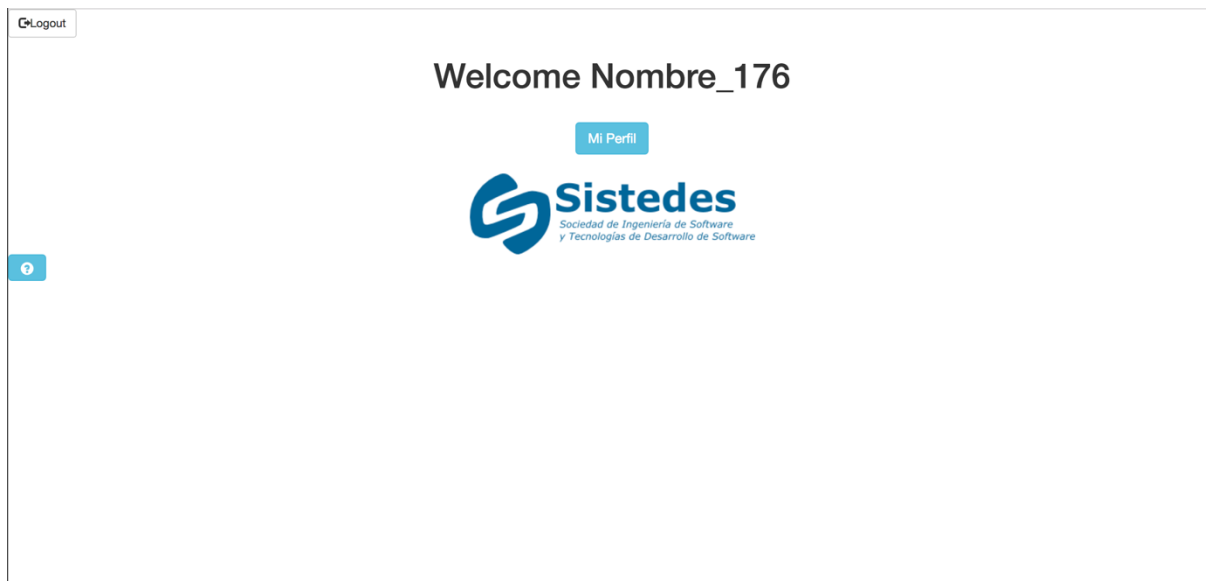 Logout
Welcome Nombre_176
Mi Perfil
Sistedes
Sociedad de Ingeniería de Software
y Tecnologías de Desarrollo de Software
?